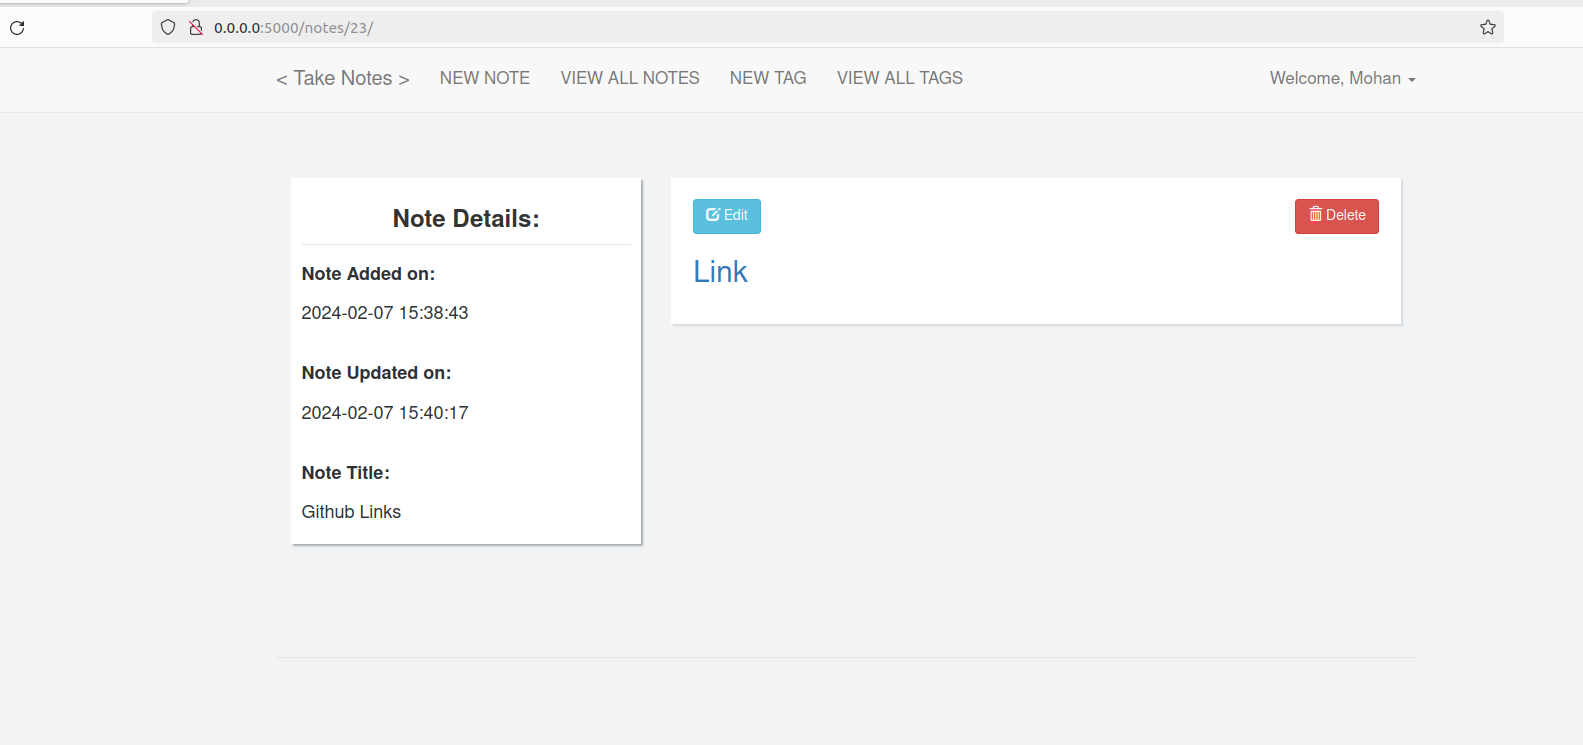 0.0.0.0:5000/notes/23/
< Take Notes > NEW NOTE VIEW ALL NOTES NEW TAG VIEW ALL TAGS Welcome, Mohan
Note Details:
Note Added on:
2024-02-07 15:38:43
Note Updated on:
2024-02-07 15:40:17
Note Title:
Github Links
Edit Delete
Link